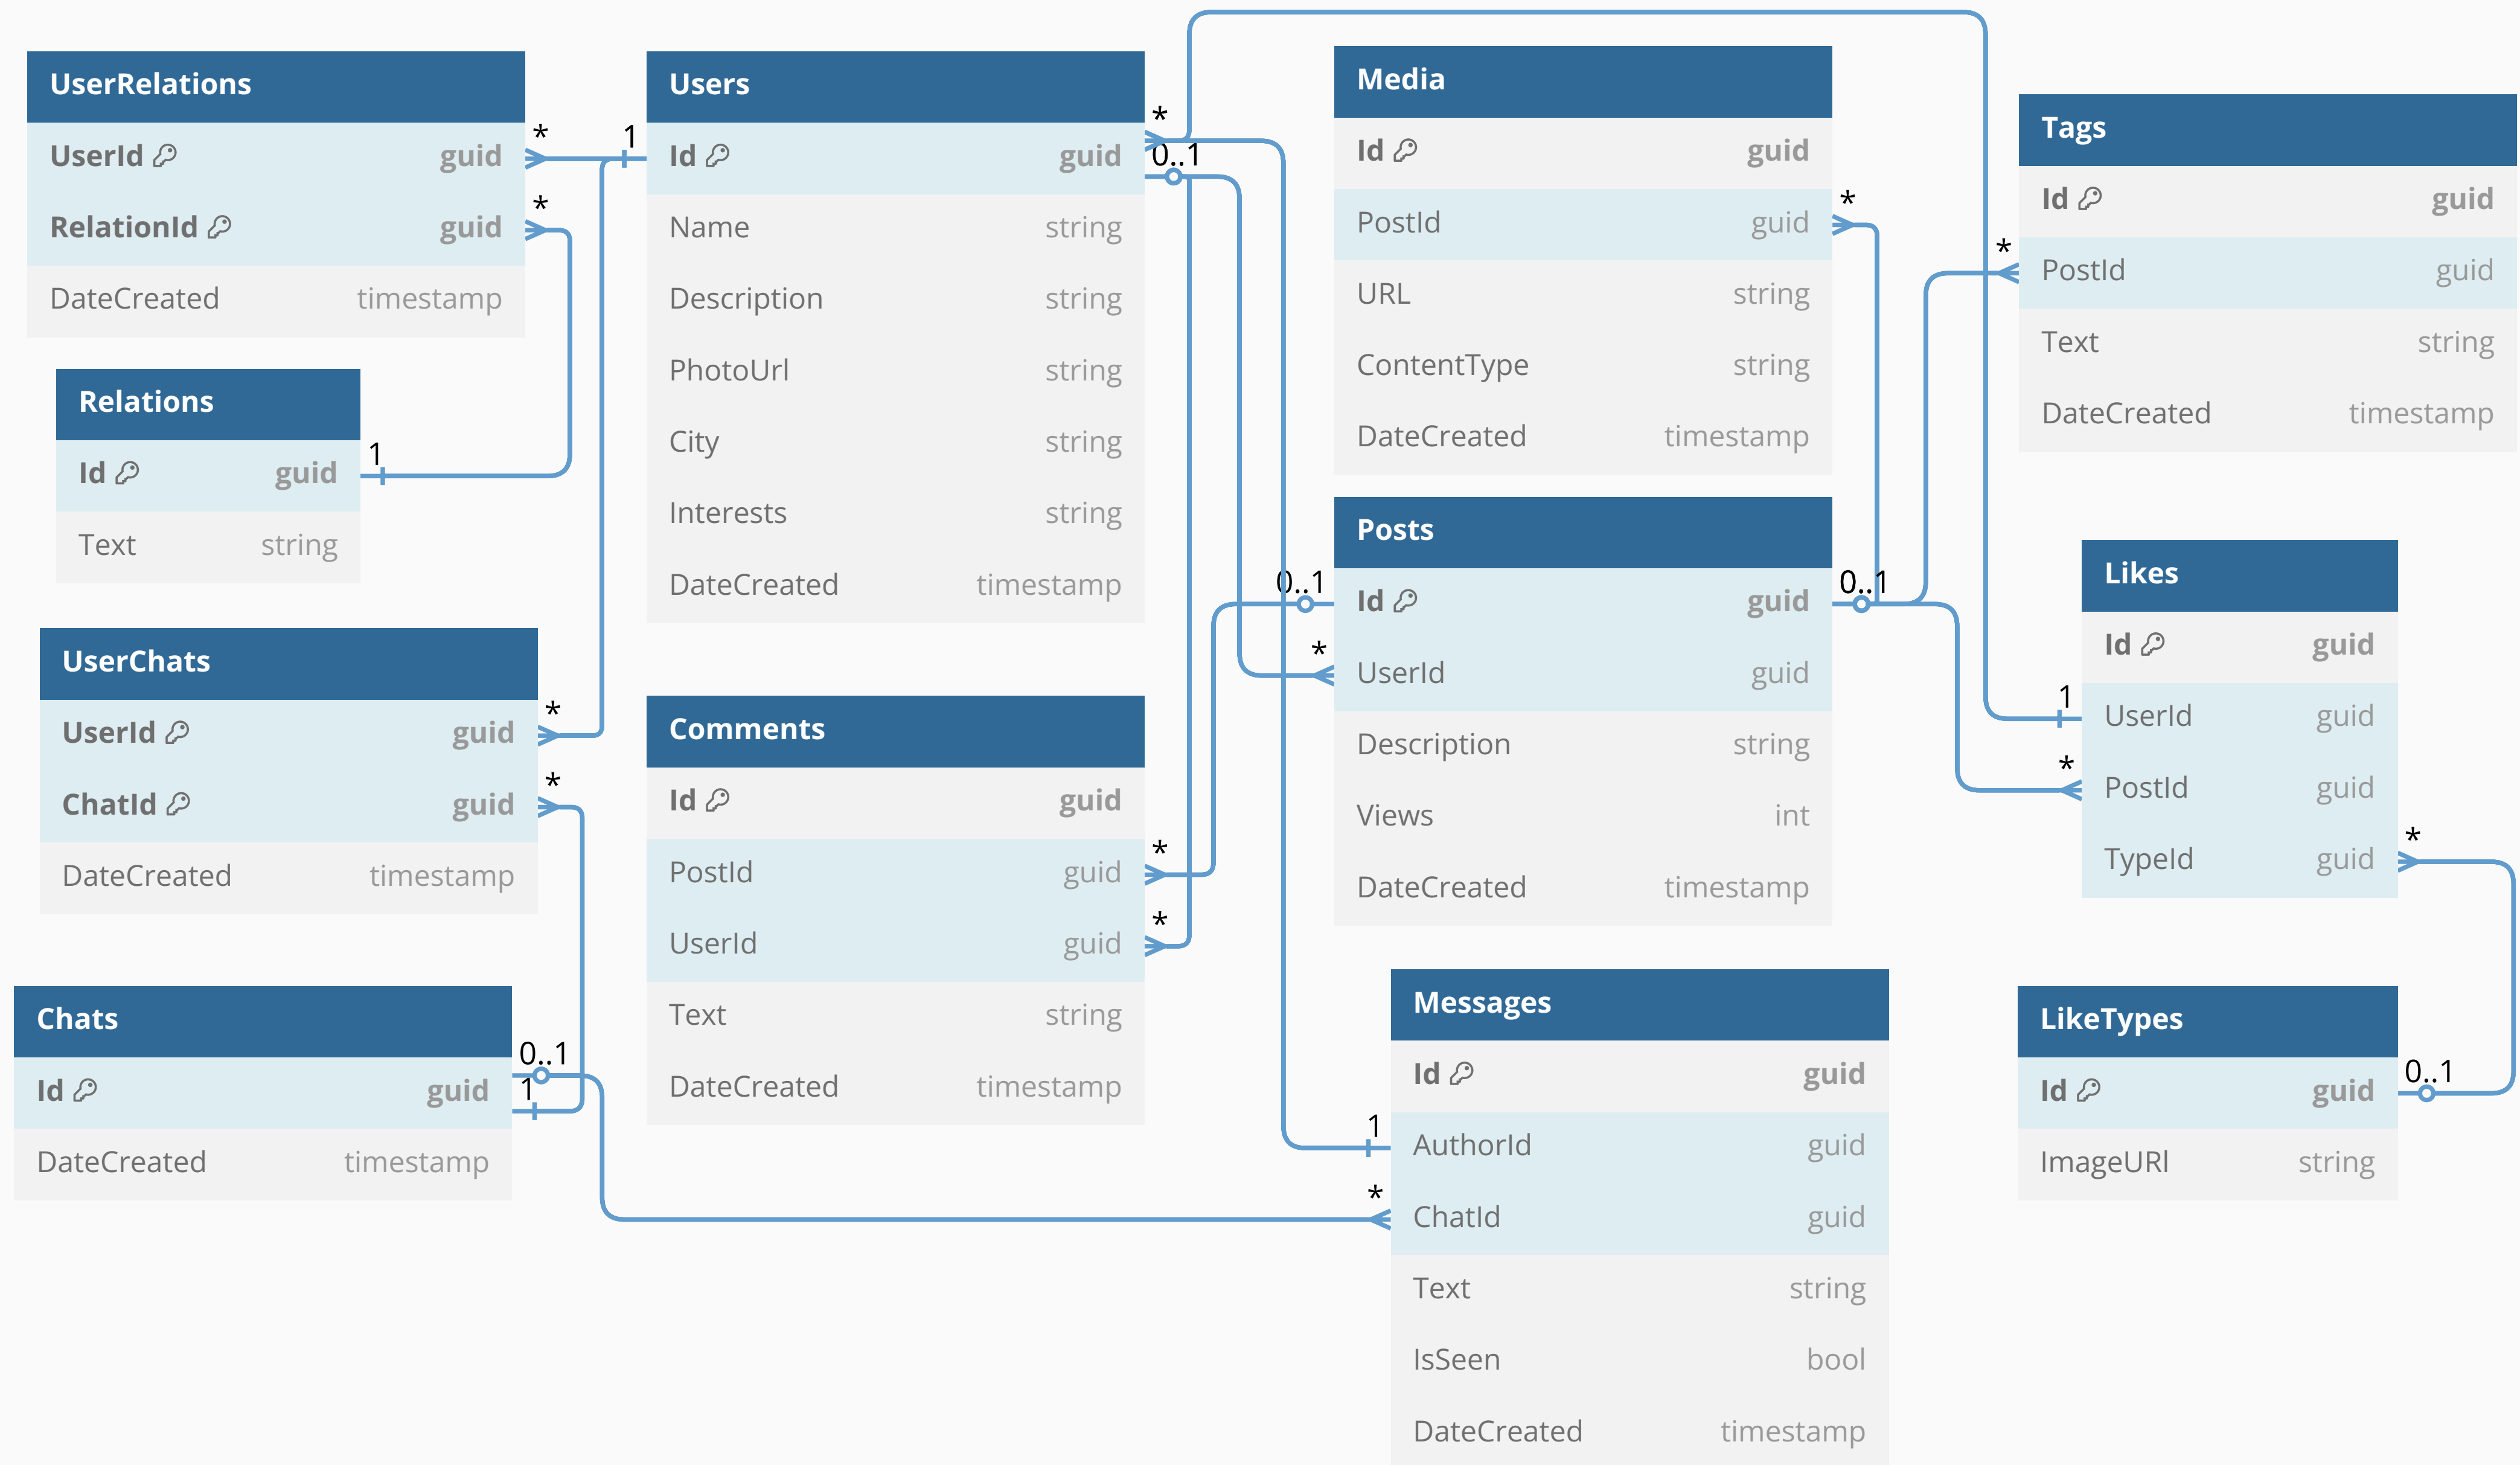 UserRelations
UserId guid
RelationId guid
DateCreated timestamp
*
*
1
Relations
Id guid
Text string
1
UserChats
UserId guid
ChatId guid
DateCreated timestamp
*
*
Chats
Id guid
DateCreated timestamp
0..1
1
Users
Id guid
Name string
Description string
PhotoUrl string
City string
Interests string
DateCreated timestamp
*
0..1
Comments
Id guid
PostId guid
UserId guid
Text string
DateCreated timestamp
*
*
Media
Id guid
PostId guid
URL string
ContentType string
DateCreated timestamp
*
Posts
Id guid
UserId guid
Description string
Views int
DateCreated timestamp
0..1
*
0..1
Messages
Id guid
AuthorId guid
ChatId guid
Text string
IsSeen bool
DateCreated timestamp
1
*
Tags
Id guid
PostId guid
Text string
DateCreated timestamp
*
Likes
Id guid
UserId guid
PostId guid
TypeId guid
1
*
*
LikeTypes
Id guid
ImageURl string
0..1